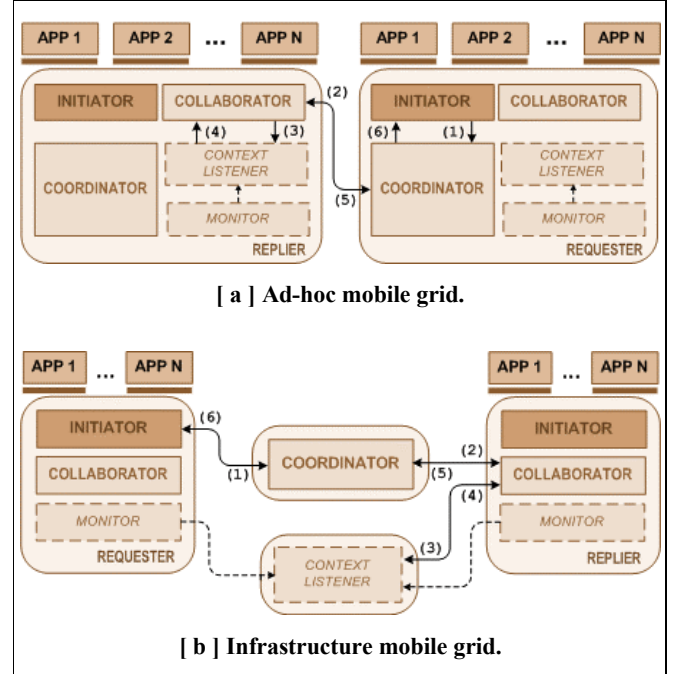 APP 1 APP 2 ... APP N APP 1 APP 2 ... APP N
INITIATOR COLLABORATOR (2) INITIATOR COLLABORATOR
(4) (3) (6) (1)
COORDINATOR CONTEXT LISTENER COORDINATOR CONTEXT LISTENER
MONITOR (5) MONITOR
REPLIER REQUESTER
[ a ] Ad-hoc mobile grid.
APP 1 ... APP N APP 1 ... APP N
INITIATOR (6) INITIATOR
COORDINATOR (2)
COLLABORATOR (1) (5) COLLABORATOR
(4)
MONITOR MONITOR
(3)
REQUESTER CONTEXT REPLIER
LISTENER
[ b ] Infrastructure mobile grid.